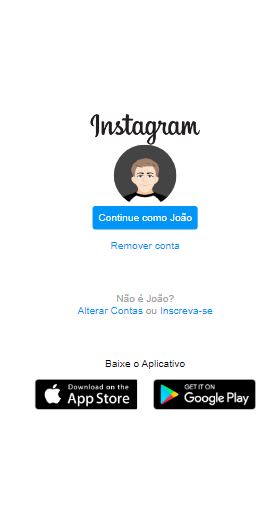 Instagram
Continue como João
Remover conta
Não é João?
Alterar Contas ou Inscreva-se
Baixe o Aplicativo
Download on the
App Store
GET IT ON
Google Play